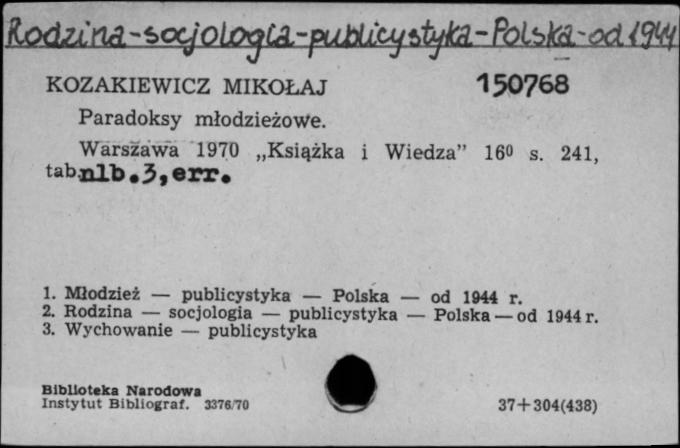 Rodzina-socjologia-publicystyka-Polska-od 1944
KOZAKIEWICZ MIKOŁAJ 150768
Paradoksy młodzieżowe.
Warszawa 1970 „Książka i Wiedza” 16⁰ s. 241,
tab.nlb.3,err.
1. Młodzież — publicystyka — Polska — od 1944 r.
2. Rodzina — socjologia — publicystyka — Polska — od 1944 r.
3. Wychowanie — publicystyka
Biblioteka Narodowa
Instytut Bibliograf. 3376/70 37+304(438)